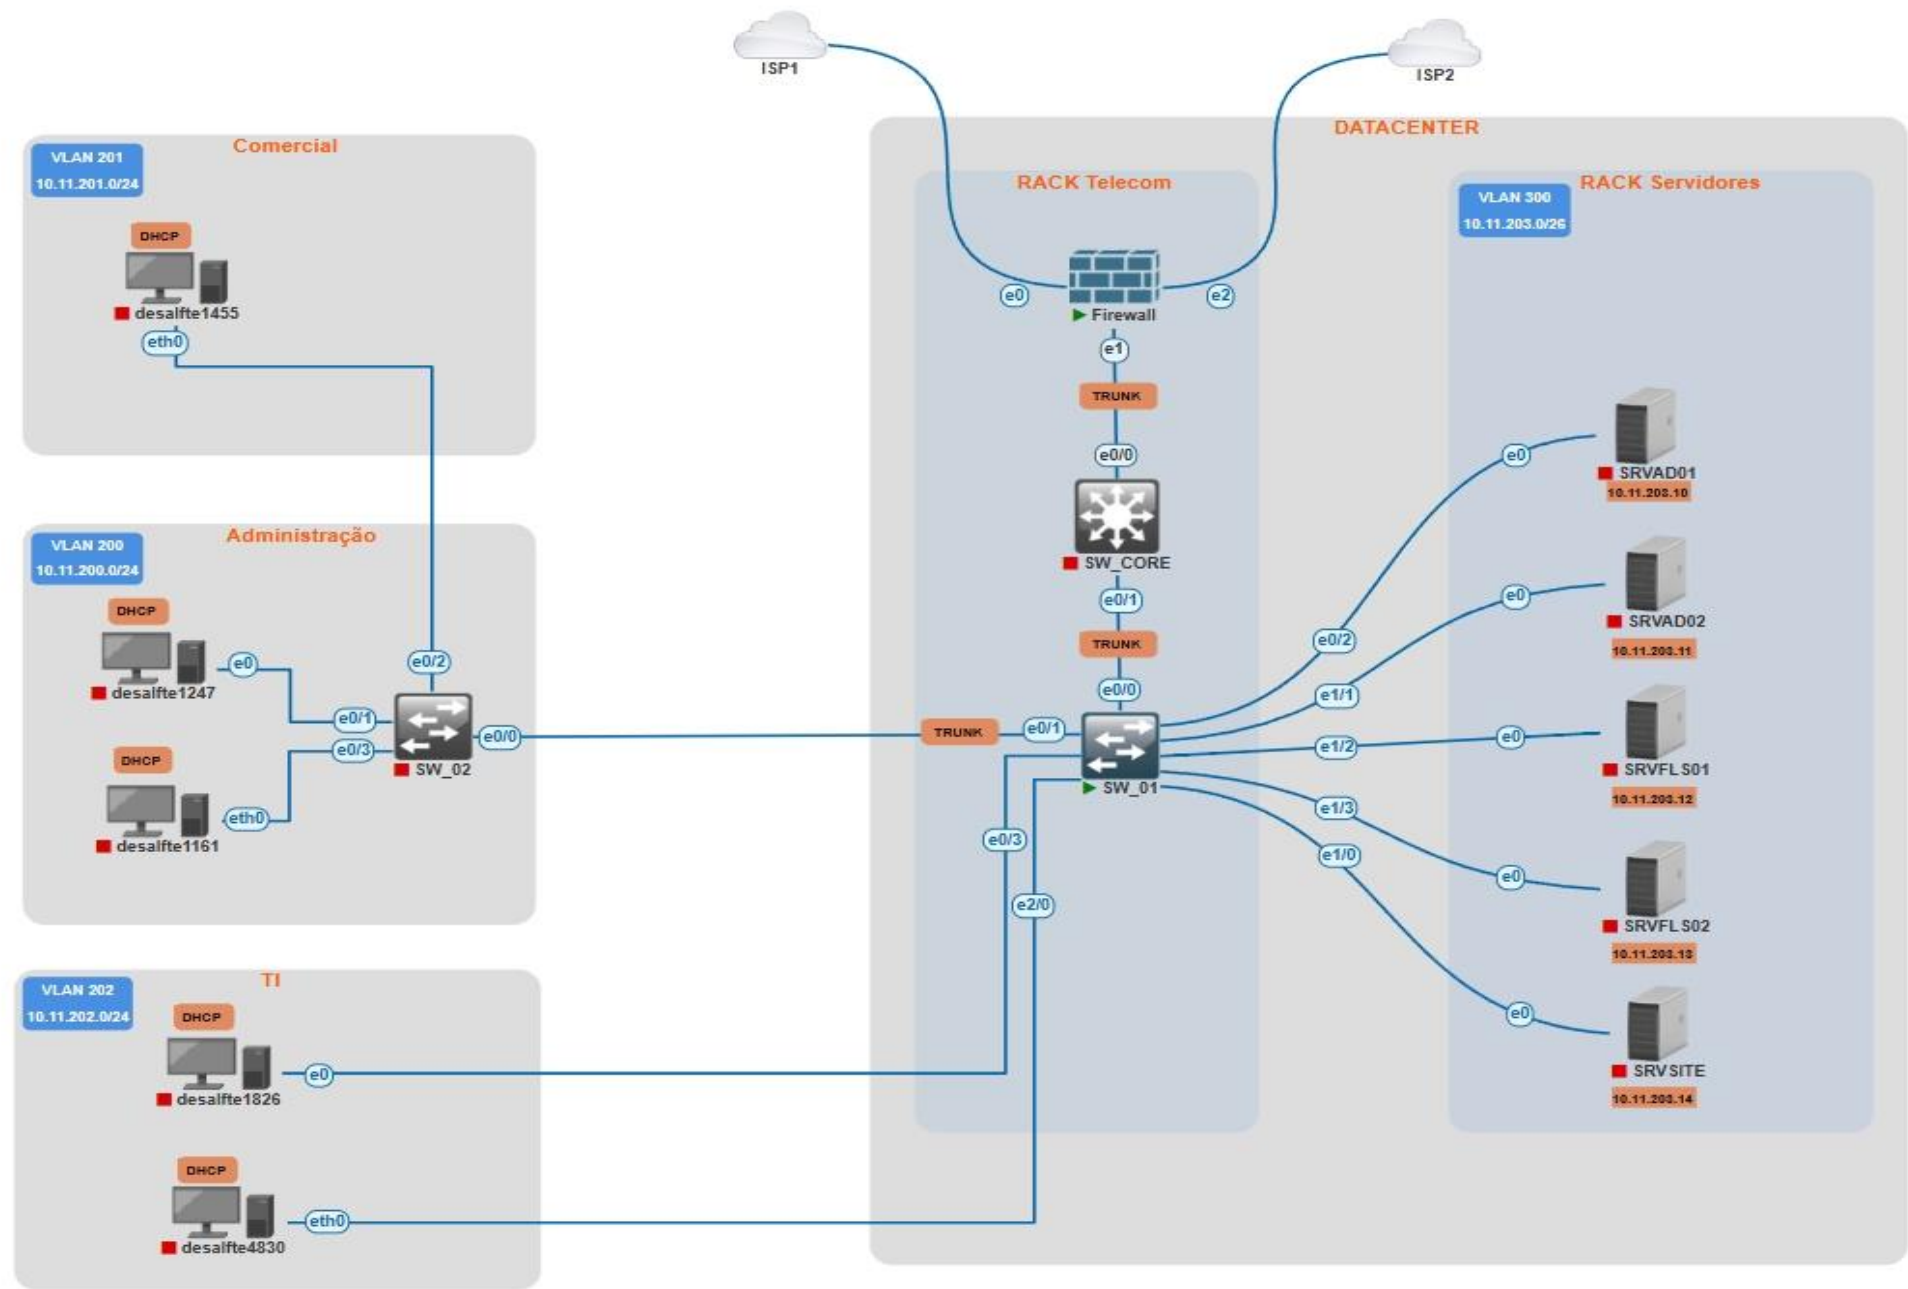 ISP1
ISP2
DATACENTER
Comercial
VLAN 201
10.11.201.0/24
DHCP
desalfte1455
eth0
Administração
VLAN 200
10.11.200.0/24
DHCP
desalfte1247
e0
e0/1
e0/2
DHCP
desalfte1161
eth0
e0/3
SW_02
e0/0
TI
VLAN 202
10.11.202.0/24
DHCP
desalfte1826
e0
DHCP
desalfte4830
eth0
RACK Telecom
e0
e2
Firewall
e1
TRUNK
e0/0
SW_CORE
e0/1
TRUNK
e0/0
TRUNK
e0/1
SW_01
e0/3
e2/0
e0/2
e1/1
e1/2
e1/3
e1/0
RACK Servidores
VLAN 300
10.11.203.0/26
e0
SRVAD01
10.11.203.10
e0
SRVAD02
10.11.203.11
e0
SRVFLS01
10.11.203.12
e0
SRVFLS02
10.11.203.13
e0
SRVSITE
10.11.203.14